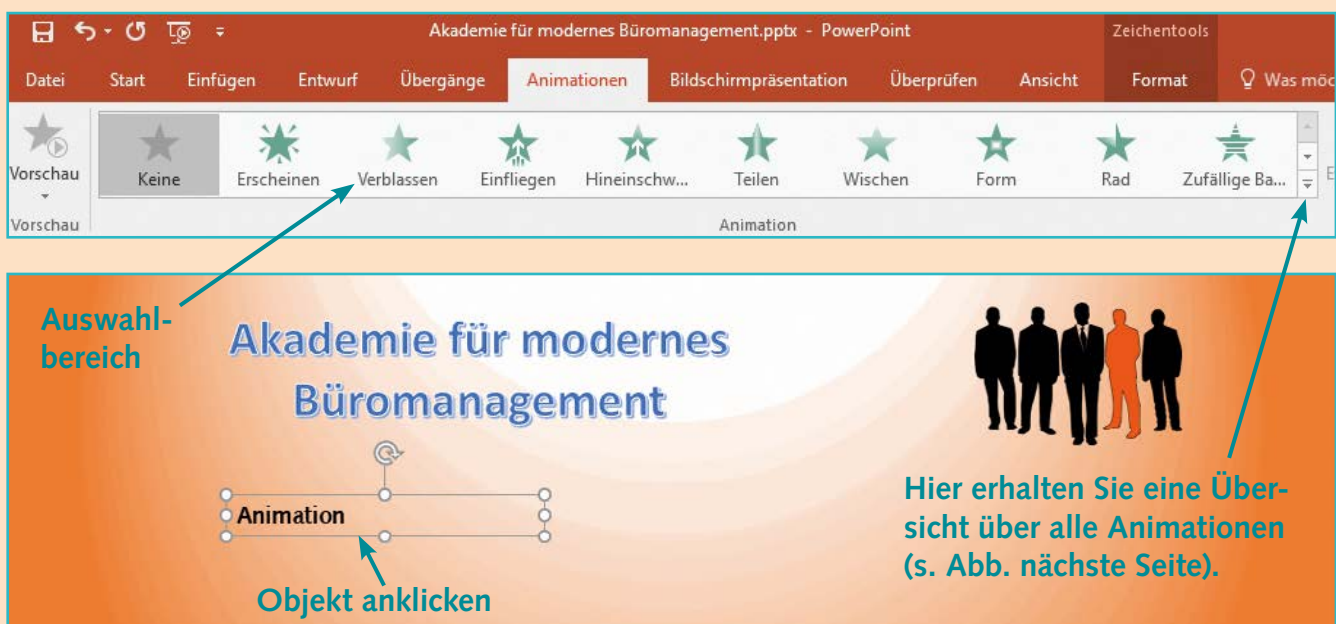 Akademie für modernes Büromanagement.pptx - PowerPoint
Zeichentools
Datei Start Einfügen Entwurf Übergänge Animationen Bildschirmpräsentation Überprüfen Ansicht Format Was möc
Vorschau Keine Erscheinen Verblassen Einfliegen Hineinschw... Teilen Wischen Form Rad Zufällige Ba... E
Vorschau Animation
Auswahl-
bereich
Akademie für modernes
Büromanagement
Animation
Objekt anklicken
Hier erhalten Sie eine Über-
sicht über alle Animationen
(s. Abb. nächste Seite).